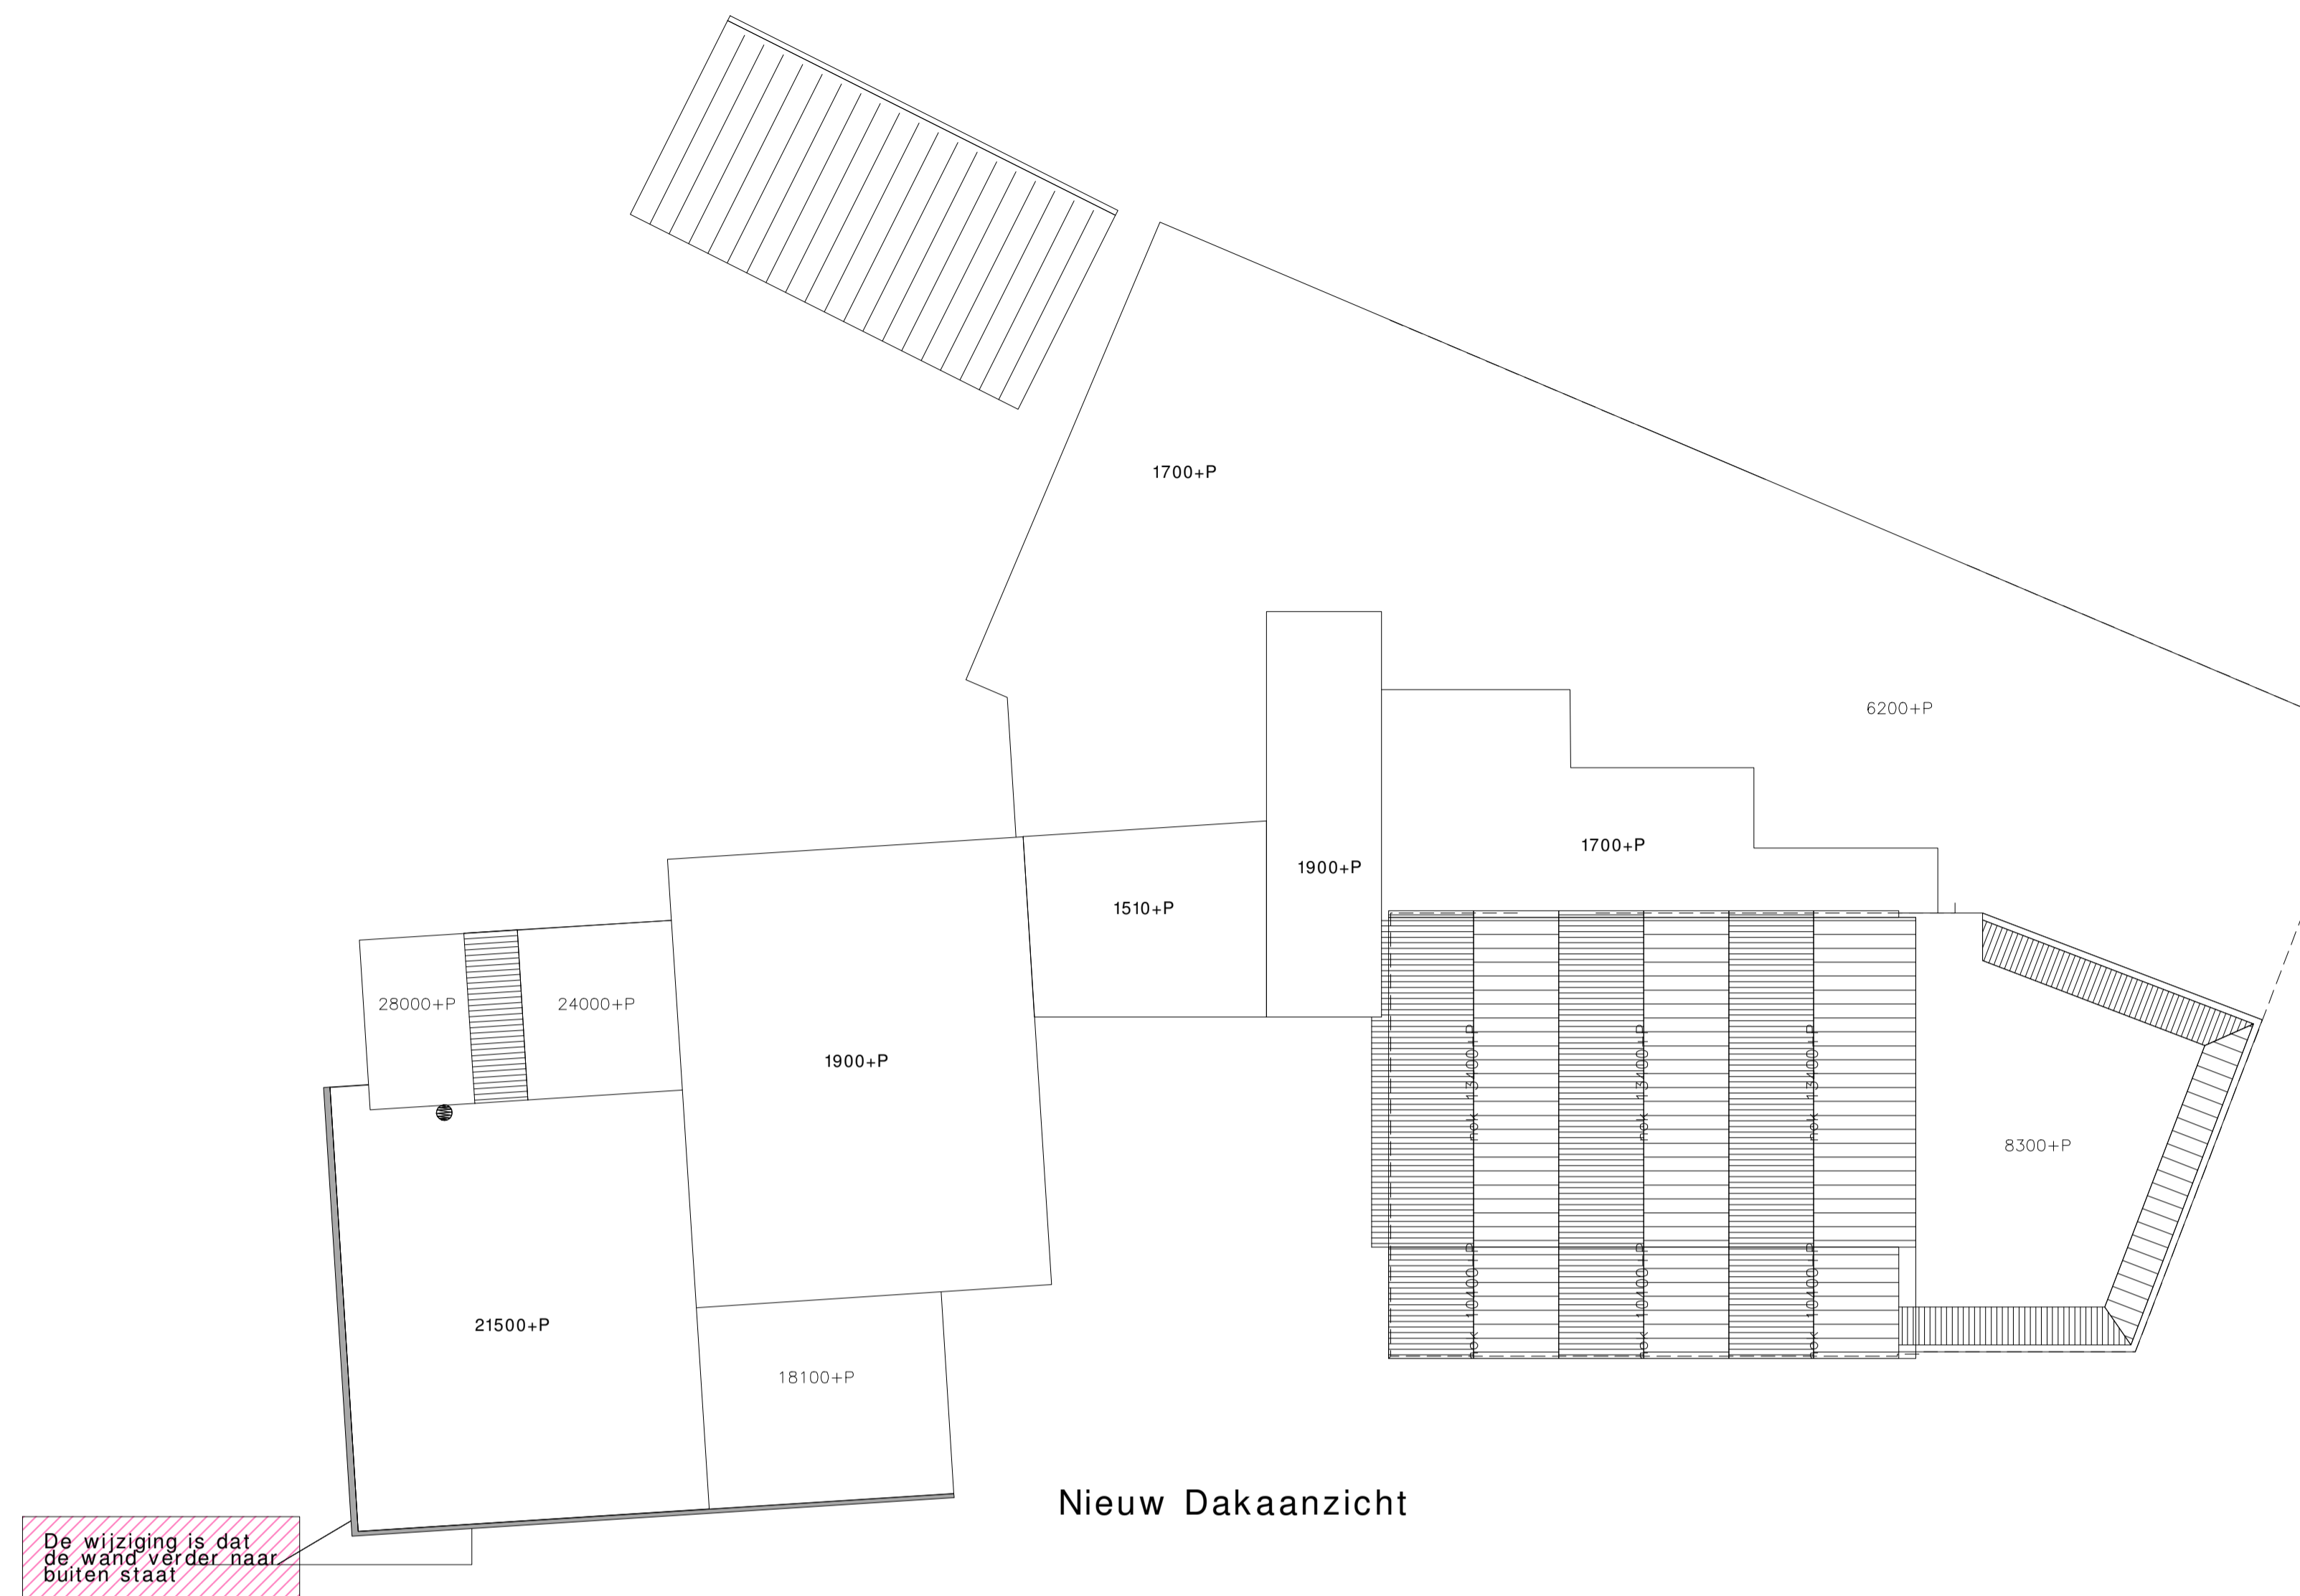 1700+P
6200+P
1700+P
1900+P
1510+P
28000+P
24000+P
1900+P
nok 13400+P
nok 13400+P
nok 13400+P
8300+P
nok 10400+P
nok 10400+P
nok 10400+P
21500+P
18100+P
Nieuw Dakaanzicht
De wijziging is dat
de wand verder naar
buiten staat